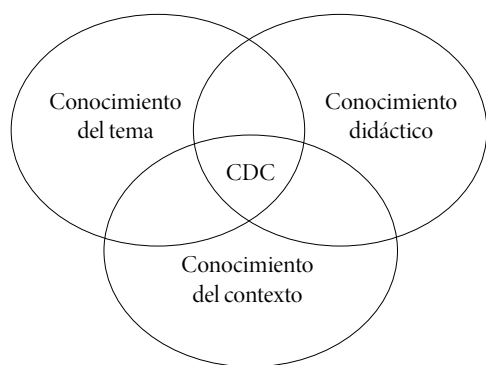 Conocimiento
del tema
Conocimiento
didáctico
CDC
Conocimiento
del contexto